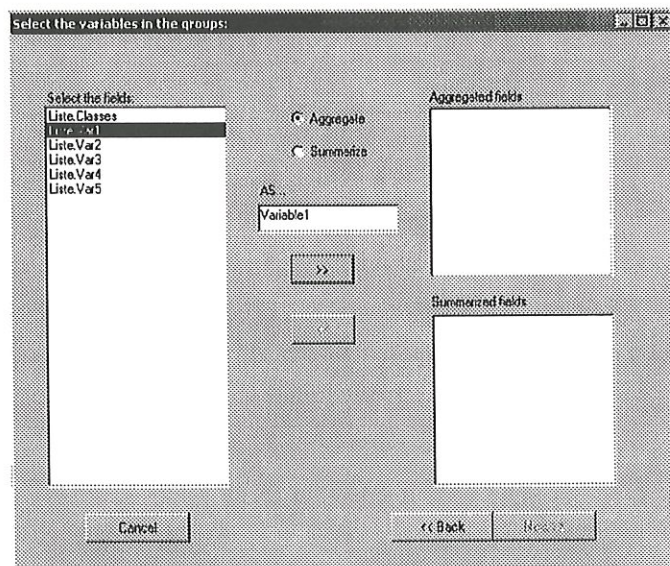 Select the variables in the groups:
Select the fields:
Liste.Classes
Liste.Var1
Liste.Var2
Liste.Var3
Liste.Var4
Liste.Var5
Aggregate
Summarize
AS...
Variable1
>>
<<
Aggregated fields
Summarized fields
Cancel
<< Back
Next >